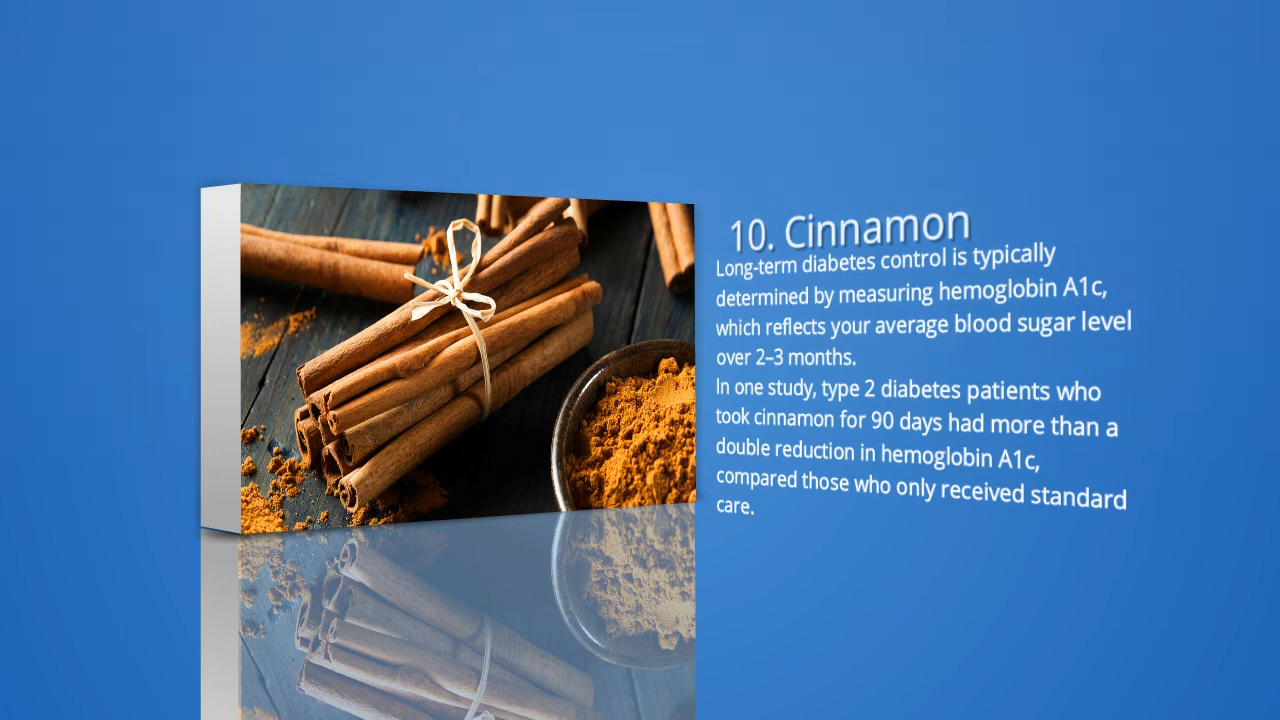 10. Cinnamon
Long-term diabetes control is typically
determined by measuring hemoglobin A1c,
which reflects your average blood sugar level
over 2–3 months.
In one study, type 2 diabetes patients who
took cinnamon for 90 days had more than a
double reduction in hemoglobin A1c,
compared those who only received standard
care.